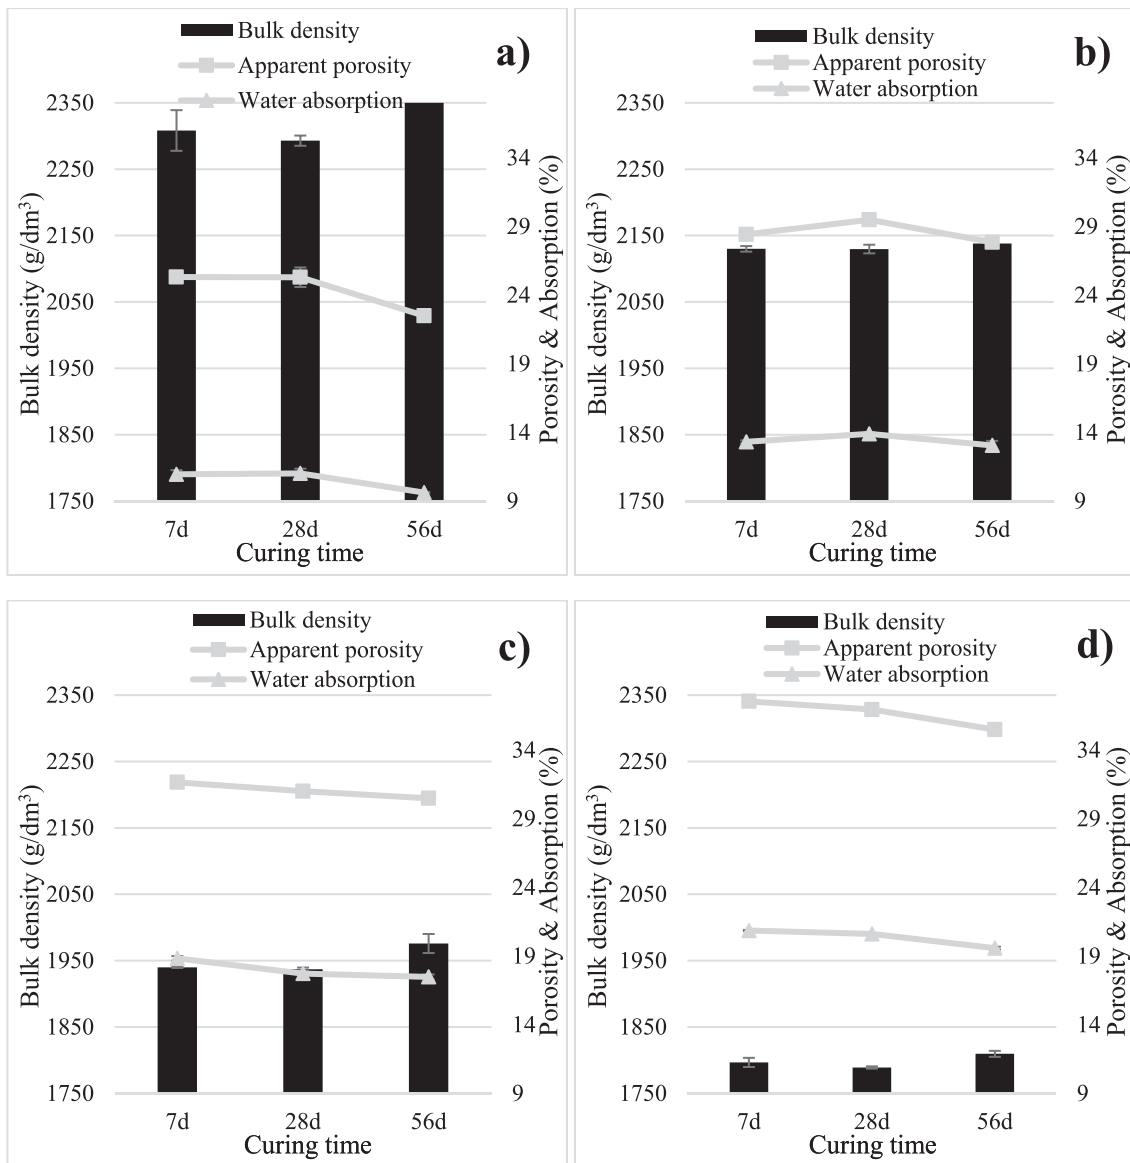 Bulk density
Apparent porosity
Water absorption
a)
2350
2250
2150
2050
1950
1850
1750
Bulk density (g/dm³)
34
29
24
19
14
9
Porosity & Absorption (%)
7d 28d 56d
Curing time
Bulk density
Apparent porosity
Water absorption
b)
2350
2250
2150
2050
1950
1850
1750
Bulk density (g/dm³)
34
29
24
19
14
9
Porosity & Absorption (%)
7d 28d 56d
Curing time
Bulk density
Apparent porosity
Water absorption
c)
2350
2250
2150
2050
1950
1850
1750
Bulk density (g/dm³)
34
29
24
19
14
9
Porosity & Absorption (%)
7d 28d 56d
Curing time
Bulk density
Apparent porosity
Water absorption
d)
2350
2250
2150
2050
1950
1850
1750
Bulk density (g/dm³)
34
29
24
19
14
9
Porosity & Absorption (%)
7d 28d 56d
Curing time